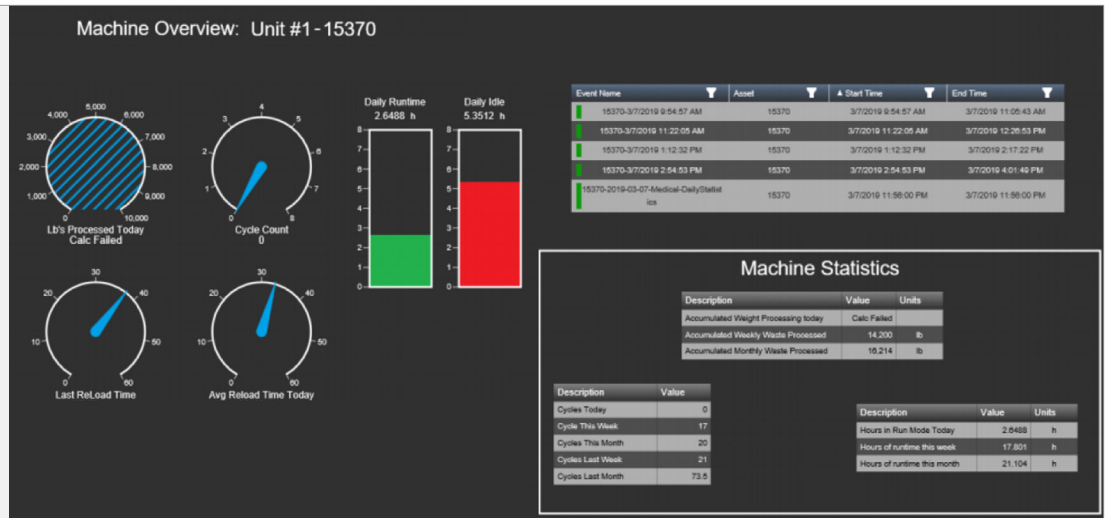 Machine Overview: Unit #1-15370
5,000
4,000 6,000
3,000 7,000
2,000 8,000
1,000 9,000
0 10,000
Lb's Processed Today
Calc Failed
4
3 5
2 6
1 7
0 8
Cycle Count
0
30
20 40
10 50
0 60
Last ReLoad Time
30
20 40
10 50
0 60
Avg Reload Time Today
Daily Runtime
2.6488 h
8
7
6
5
4
3
2
1
0
Daily Idle
5.3512 h
8
7
6
5
4
3
2
1
0
Event Name Asset ▲ Start Time End Time
15370-3/7/2019 9:54:57 AM 15370 3/7/2019 9:54:57 AM 3/7/2019 11:05:43 AM
15370-3/7/2019 11:22:05 AM 15370 3/7/2019 11:22:05 AM 3/7/2019 12:26:53 PM
15370-3/7/2019 1:12:32 PM 15370 3/7/2019 1:12:32 PM 3/7/2019 2:17:22 PM
15370-3/7/2019 2:54:53 PM 15370 3/7/2019 2:54:53 PM 3/7/2019 4:01:49 PM
15370-2019-03-07-Medical-DailyStatist
ics 15370 3/7/2019 11:56:00 PM 3/7/2019 11:56:00 PM
Machine Statistics
Description Value Units
Accumulated Weight Processing today Calc Failed
Accumulated Weekly Waste Processed 14,200 lb
Accumulated Monthly Waste Processed 16,214 lb
Description Value
Cycles Today 0
Cycle This Week 17
Cycles This Month 20
Cycles Last Week 21
Cycles Last Month 73.5
Description Value Units
Hours in Run Mode Today 2.6488 h
Hours of runtime this week 17.801 h
Hours of runtime this month 21.104 h